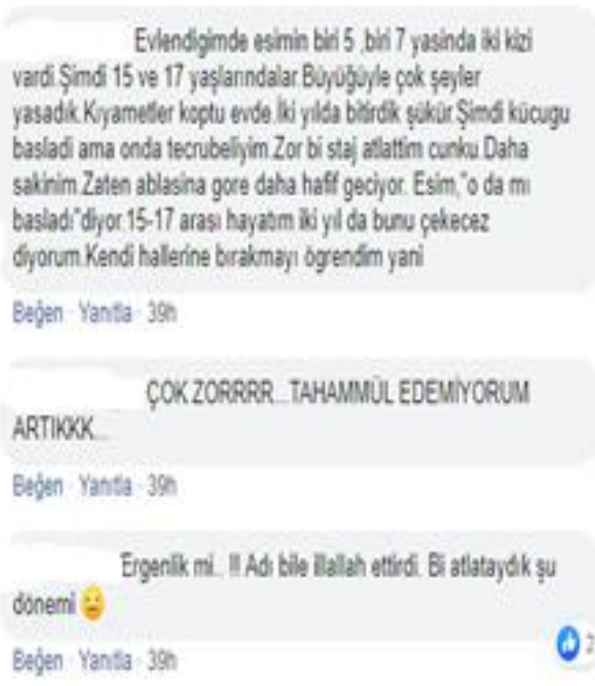 Evlendigimde esimin biri 5 ,biri 7 yasinda iki kizi
vardi.Şimdi 15 ve 17 yaşlarındalar.Büyüğüyle çok şeyler
yasadık.Kıyametler koptu evde.İki yılda bitirdik şükür.Şimdi kücugu
basladi ama onda tecrubeliyim.Zor bi staj atlattim cunku.Daha
sakinim.Zaten ablasina gore daha hafif geciyor. Esim,"o da mı
basladı"diyor.15-17 arası hayatım iki yıl da bunu çekecez
diyorum.Kendi hallerine bırakmayı ögrendim yani
Beğen · Yanıtla · 39h
ÇOK ZORRRR...TAHAMMÜL EDEMİYORUM
ARTIKKK...
Beğen · Yanıtla · 39h
Ergenlik mi.. !! Adı bile illallah ettirdi. Bi atlataydık şu
dönemi 😕
2
Beğen · Yanıtla · 39h